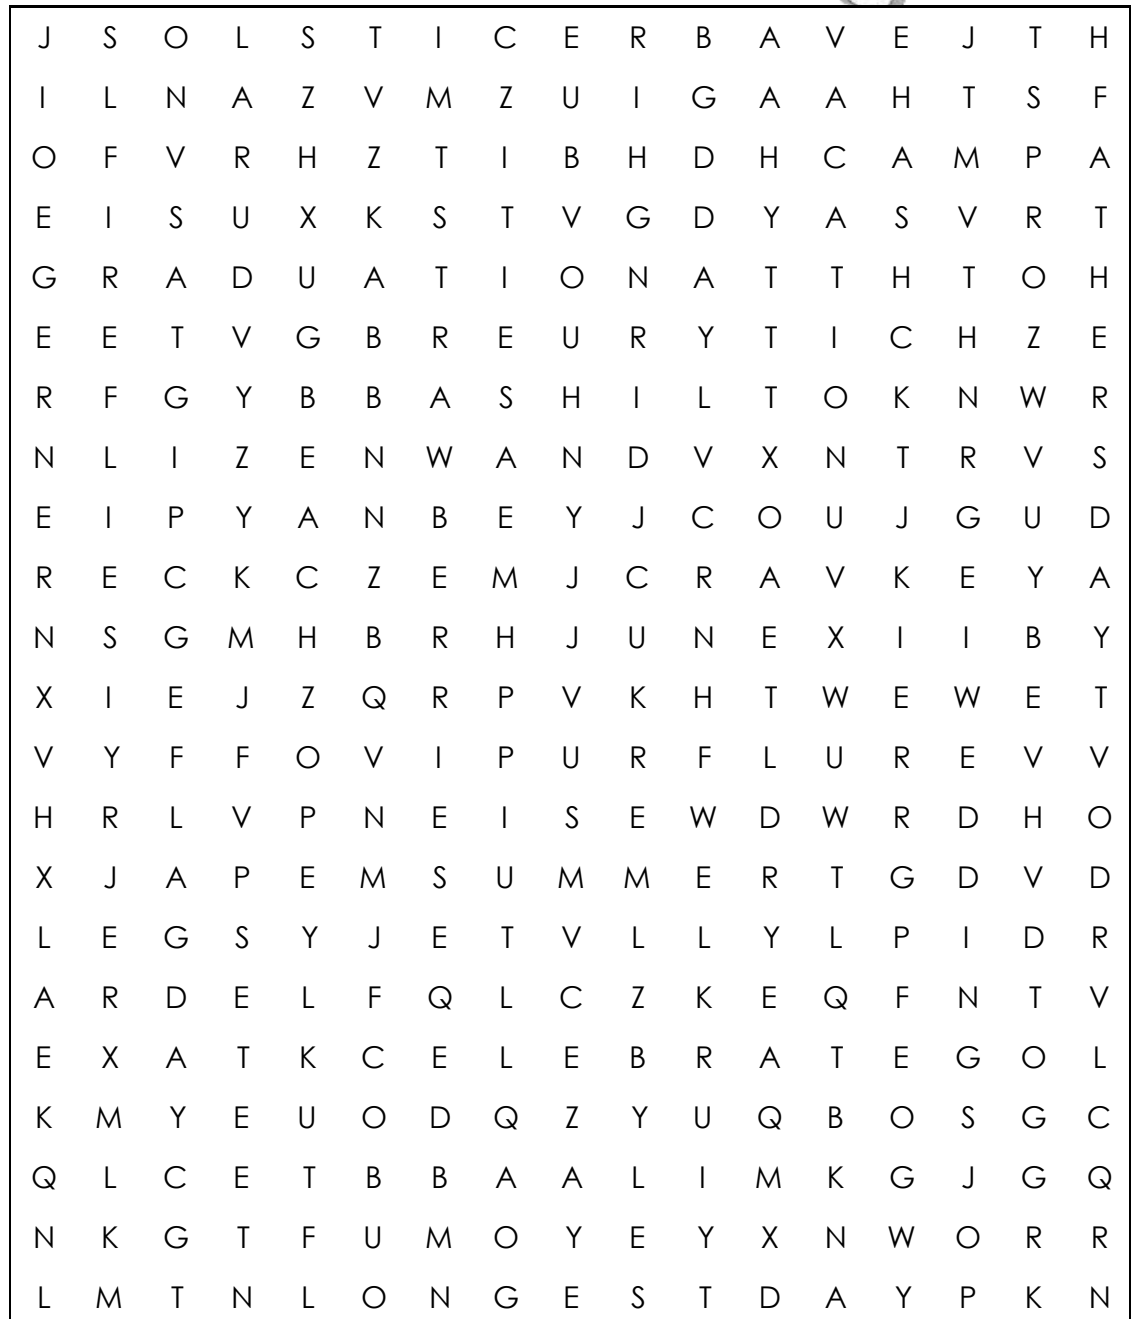 J S O L S T I C E R B A V E J T H
I L N A Z V M Z U I G A A H T S F
O F V R H Z T I B H D H C A M P A
E I S U X K S T V G D Y A S V R T
G R A D U A T I O N A T T H T O H
E E T V G B R E U R Y T I C H Z E
R F G Y B B A S H I L T O K N W R
N L I Z E N W A N D V X N T R V S
E I P Y A N B E Y J C O U J G U D
R E C K C Z E M J C R A V K E Y A
N S G M H B R H J U N E X I I B Y
X I E J Z Q R P V K H T W E W E T
V Y F F O V I P U R F L U R E V V
H R L V P N E I S E W D W R D H O
X J A P E M S U M M E R T G D V D
L E G S Y J E T V L L Y L P I D R
A R D E L F Q L C Z K E Q F N T V
E X A T K C E L E B R A T E G O L
K M Y E U O D Q Z Y U Q B O S G C
Q L C E T B B A A L I M K G J G Q
N K G T F U M O Y E Y X N W O R R
L M T N L O N G E S T D A Y P K N